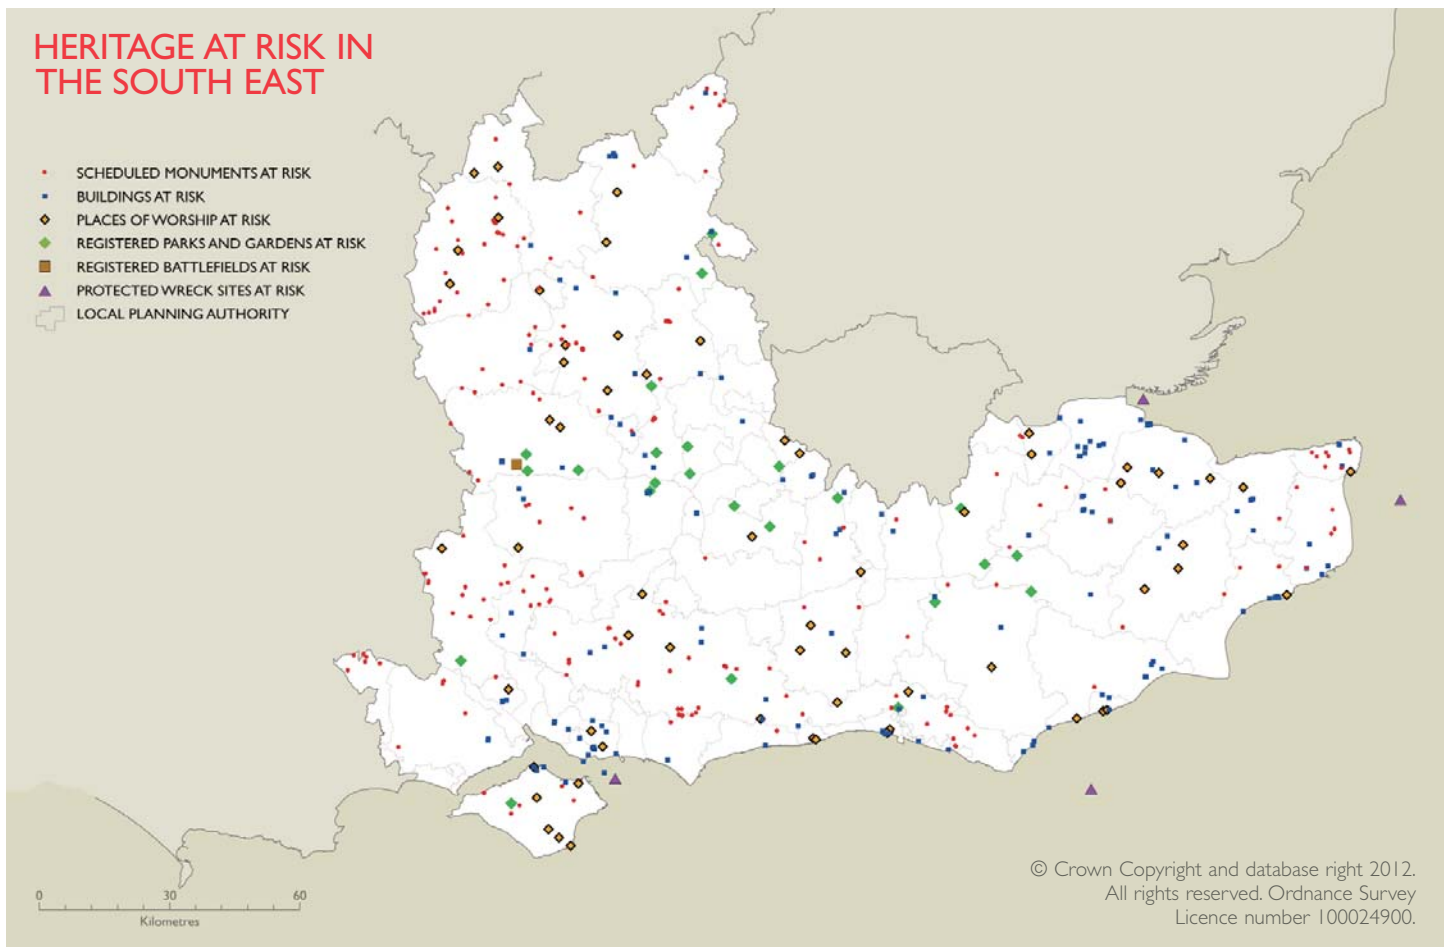 HERITAGE AT RISK IN
THE SOUTH EAST
SCHEDULED MONUMENTS AT RISK
BUILDINGS AT RISK
PLACES OF WORSHIP AT RISK
REGISTERED PARKS AND GARDENS AT RISK
REGISTERED BATTLEFIELDS AT RISK
PROTECTED WRECK SITES AT RISK
LOCAL PLANNING AUTHORITY
0 30 60
Kilometres
© Crown Copyright and database right 2012.
All rights reserved. Ordnance Survey
Licence number 100024900.